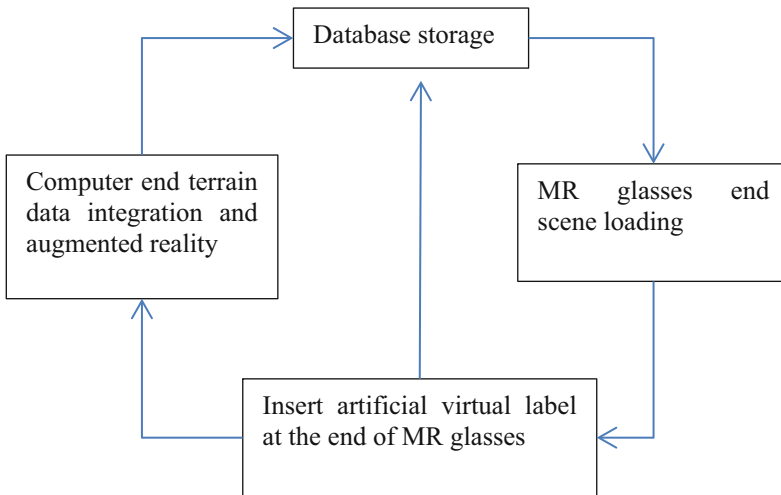 Database storage
Computer end terrain
data integration and
augmented reality
MR glasses end
scene loading
Insert artificial virtual label
at the end of MR glasses